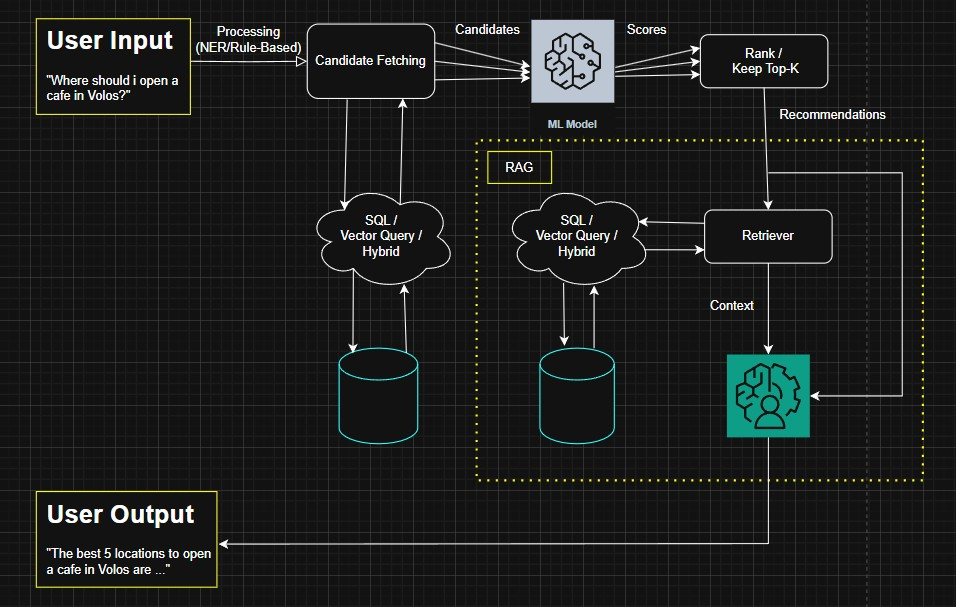 User Input
"Where should i open a
cafe in Volos?"
Processing
(NER/Rule-Based)
Candidate Fetching
Candidates
ML Model
Scores
Rank /
Keep Top-K
Recommendations
RAG
SQL /
Vector Query /
Hybrid
SQL /
Vector Query /
Hybrid
Retriever
Context
User Output
"The best 5 locations to open
a cafe in Volos are ..."